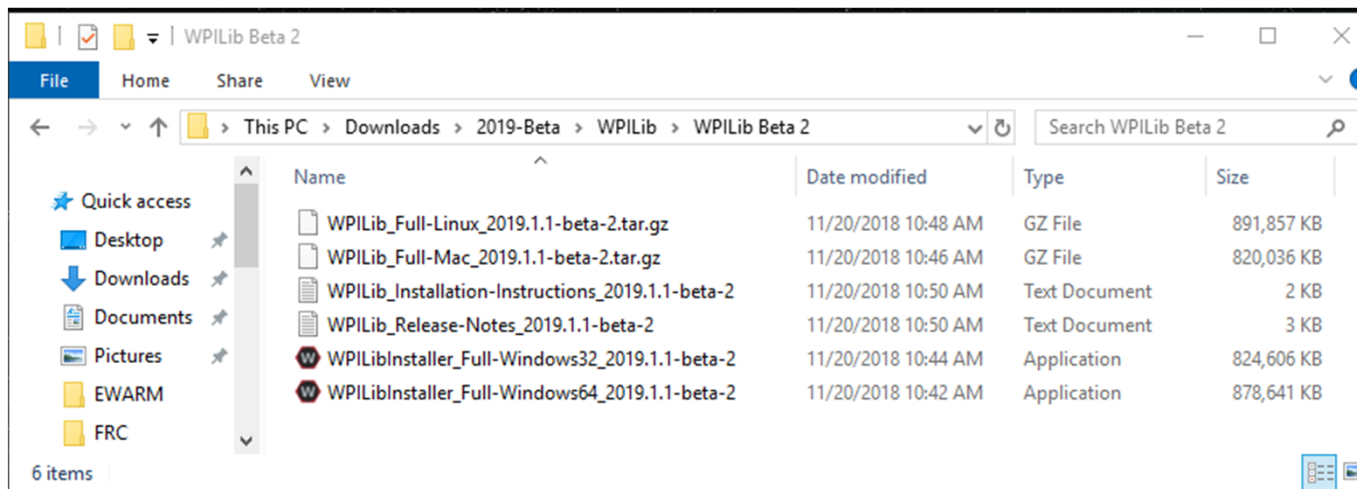 WPILib Beta 2
File Home Share View
This PC > Downloads > 2019-Beta > WPILib > WPILib Beta 2 Search WPILib Beta 2
Name Date modified Type Size
Quick access
Desktop
Downloads
Documents
Pictures
EWARM
FRC
WPILib_Full-Linux_2019.1.1-beta-2.tar.gz 11/20/2018 10:48 AM GZ File 891,857 KB
WPILib_Full-Mac_2019.1.1-beta-2.tar.gz 11/20/2018 10:46 AM GZ File 820,036 KB
WPILib_Installation-Instructions_2019.1.1-beta-2 11/20/2018 10:50 AM Text Document 2 KB
WPILib_Release-Notes_2019.1.1-beta-2 11/20/2018 10:50 AM Text Document 3 KB
WPILibInstaller_Full-Windows32_2019.1.1-beta-2 11/20/2018 10:44 AM Application 824,606 KB
WPILibInstaller_Full-Windows64_2019.1.1-beta-2 11/20/2018 10:42 AM Application 878,641 KB
6 items